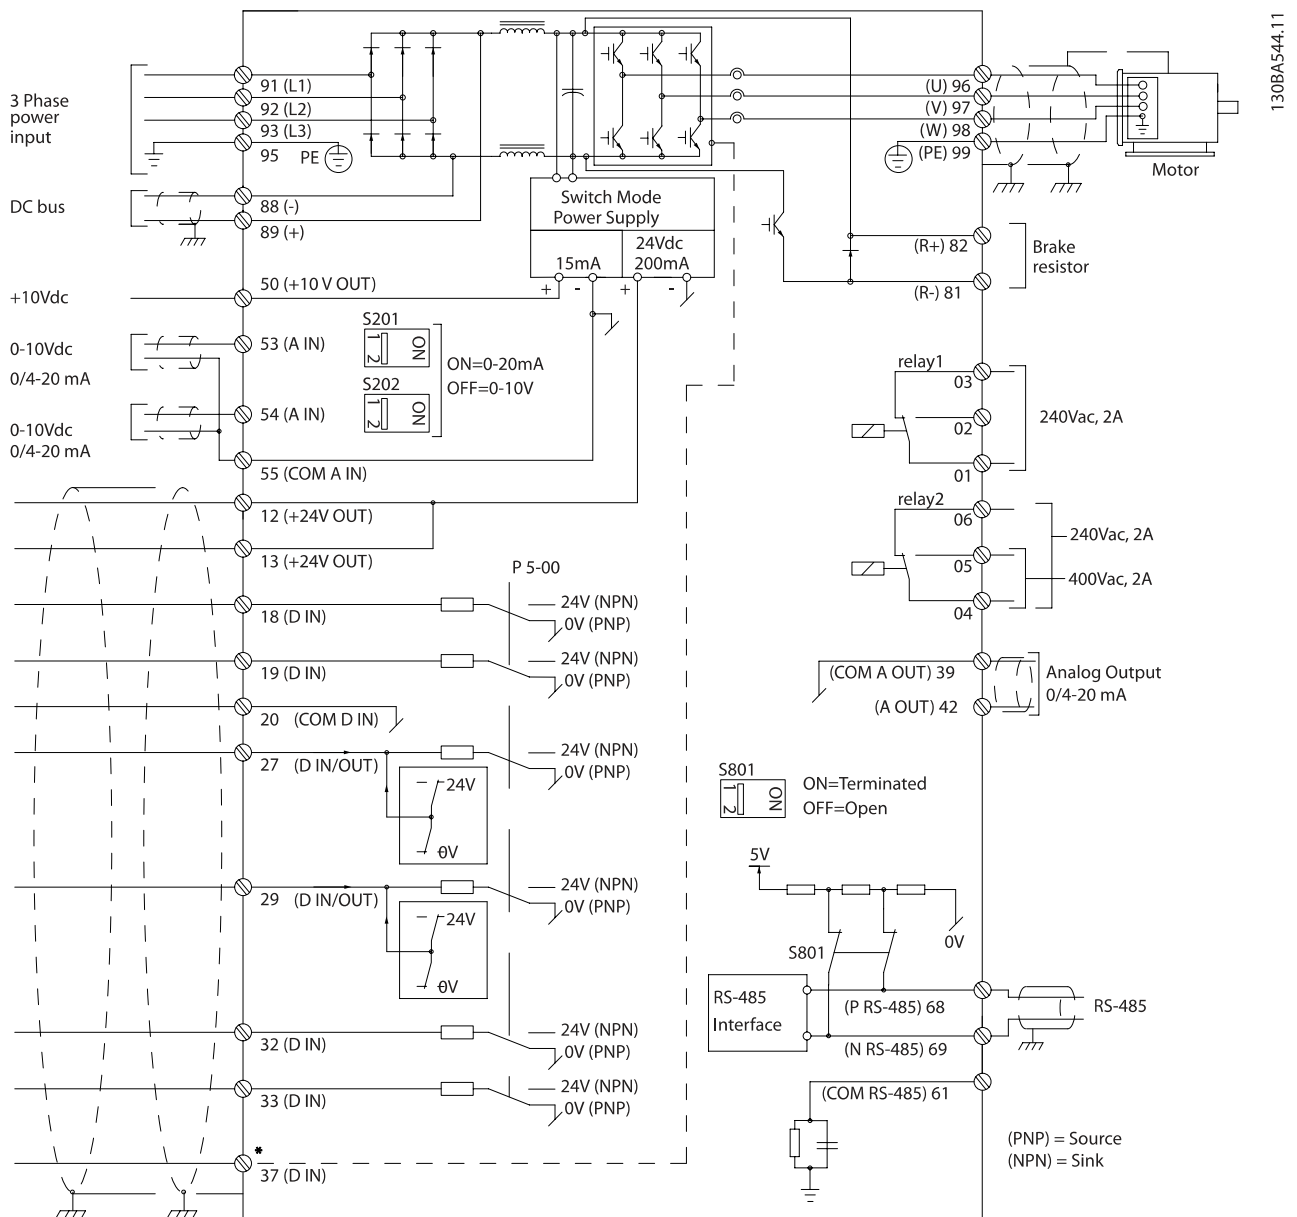 130BA544.11
3 Phase
power
input
91 (L1)
92 (L2)
93 (L3)
95 PE
DC bus
88 (-)
89 (+)
Switch Mode
Power Supply
24Vdc
15mA 200mA
+ - + -
(U) 96
(V) 97
(W) 98
(PE) 99
Motor
(R+) 82
(R-) 81
Brake
resistor
+10Vdc
50 (+10 V OUT)
0-10Vdc
0/4-20 mA
53 (A IN)
S201
1 2 ON
ON=0-20mA
OFF=0-10V
S202
1 2 ON
0-10Vdc
0/4-20 mA
54 (A IN)
55 (COM A IN)
12 (+24V OUT)
13 (+24V OUT)
relay1
03
02
01
240Vac, 2A
relay2
06
05
04
240Vac, 2A
400Vac, 2A
P 5-00
18 (D IN)
24V (NPN)
0V (PNP)
19 (D IN)
24V (NPN)
0V (PNP)
20 (COM D IN)
27 (D IN/OUT)
24V (NPN)
0V (PNP)
24V
0V
29 (D IN/OUT)
24V (NPN)
0V (PNP)
24V
0V
32 (D IN)
24V (NPN)
0V (PNP)
33 (D IN)
24V (NPN)
0V (PNP)
*
37 (D IN)
(COM A OUT) 39
(A OUT) 42
Analog Output
0/4-20 mA
S801
1 2 ON
ON=Terminated
OFF=Open
5V
0V
S801
RS-485
Interface
(P RS-485) 68
(N RS-485) 69
RS-485
(COM RS-485) 61
(PNP) = Source
(NPN) = Sink